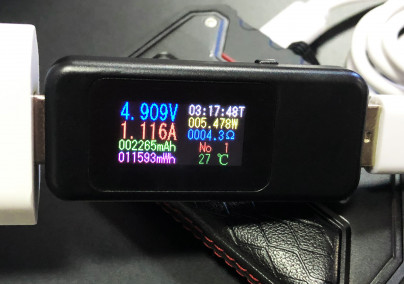 4.909V
1.116A
002265mAh
011593mWh
03:17:48T
005.478W
0004.3Ω
No 1
27 ℃